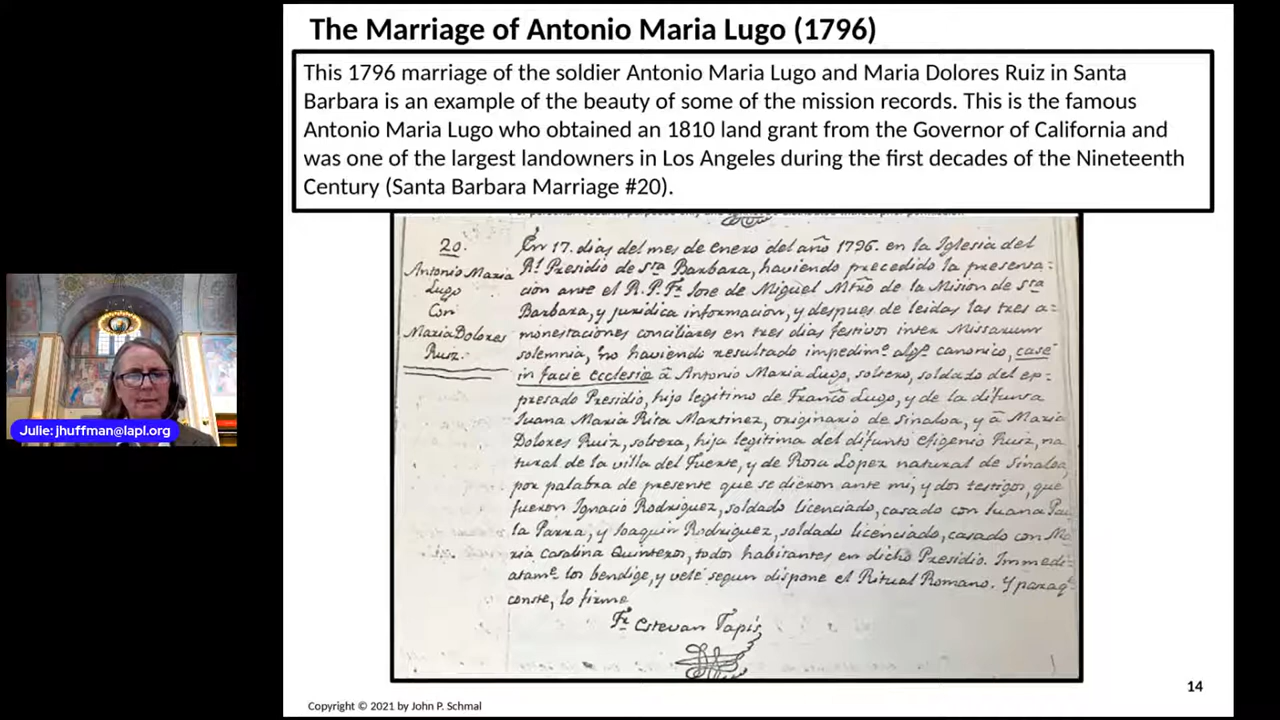 The Marriage of Antonio Maria Lugo (1796)
This 1796 marriage of the soldier Antonio Maria Lugo and Maria Dolores Ruiz in Santa
Barbara is an example of the beauty of some of the mission records. This is the famous
Antonio Maria Lugo who obtained an 1810 land grant from the Governor of California and
was one of the largest landowners in Los Angeles during the first decades of the Nineteenth
Century (Santa Barbara Marriage #20).
20.
Antonio Maria
Lugo
Con
Maria Dolores
Ruiz.
En 17. dias del mes de enero del año 1796. en la Iglesia del
Rl Presidio de sta Barbara, haviendo precedido la presenta:
cion ante el R. P. Fr Jose de Miguel Mtro de la Mision de sta
Barbara, y juridica informacion, y despues de leidas las tres a:
monestaciones conciliares en tres dias festivos inter Missarum
solemnia, no haviendo resultado impedimo canonico, casé
in facie ecclesie à Antonio Maria Lugo, soltero, soldado del ex:
presado Presidio, hijo legitimo de Franco Lugo, y de la difunta
Juana Maria Rita Martinez, originario de Sinaloa, y à Maria
Dolores Ruiz, soltera, hija legitima del difunto efigenio Ruiz, na
tural de la villa del Fuerte, y de Rosa Lopez natural de Sinaloa,
por palabra de presente que se dieron ante mi, y dos testigos, que
fueron Ignacio Rodriguez, soldado licenciado, casado con Juana Pau
la Parra, y Joaquin Rodriguez, soldado licenciado, casado con Ma
ria Catalina Quinteros, todos habitantes en dicho Presidio. Immedi:
atame los bendige, y velé segun dispone el Ritual Romano. Y paraqe
conste, lo firme
Fr Estevan Tapis,
Julie: jhuffman@lapl.org
14
Copyright © 2021 by John P. Schmal